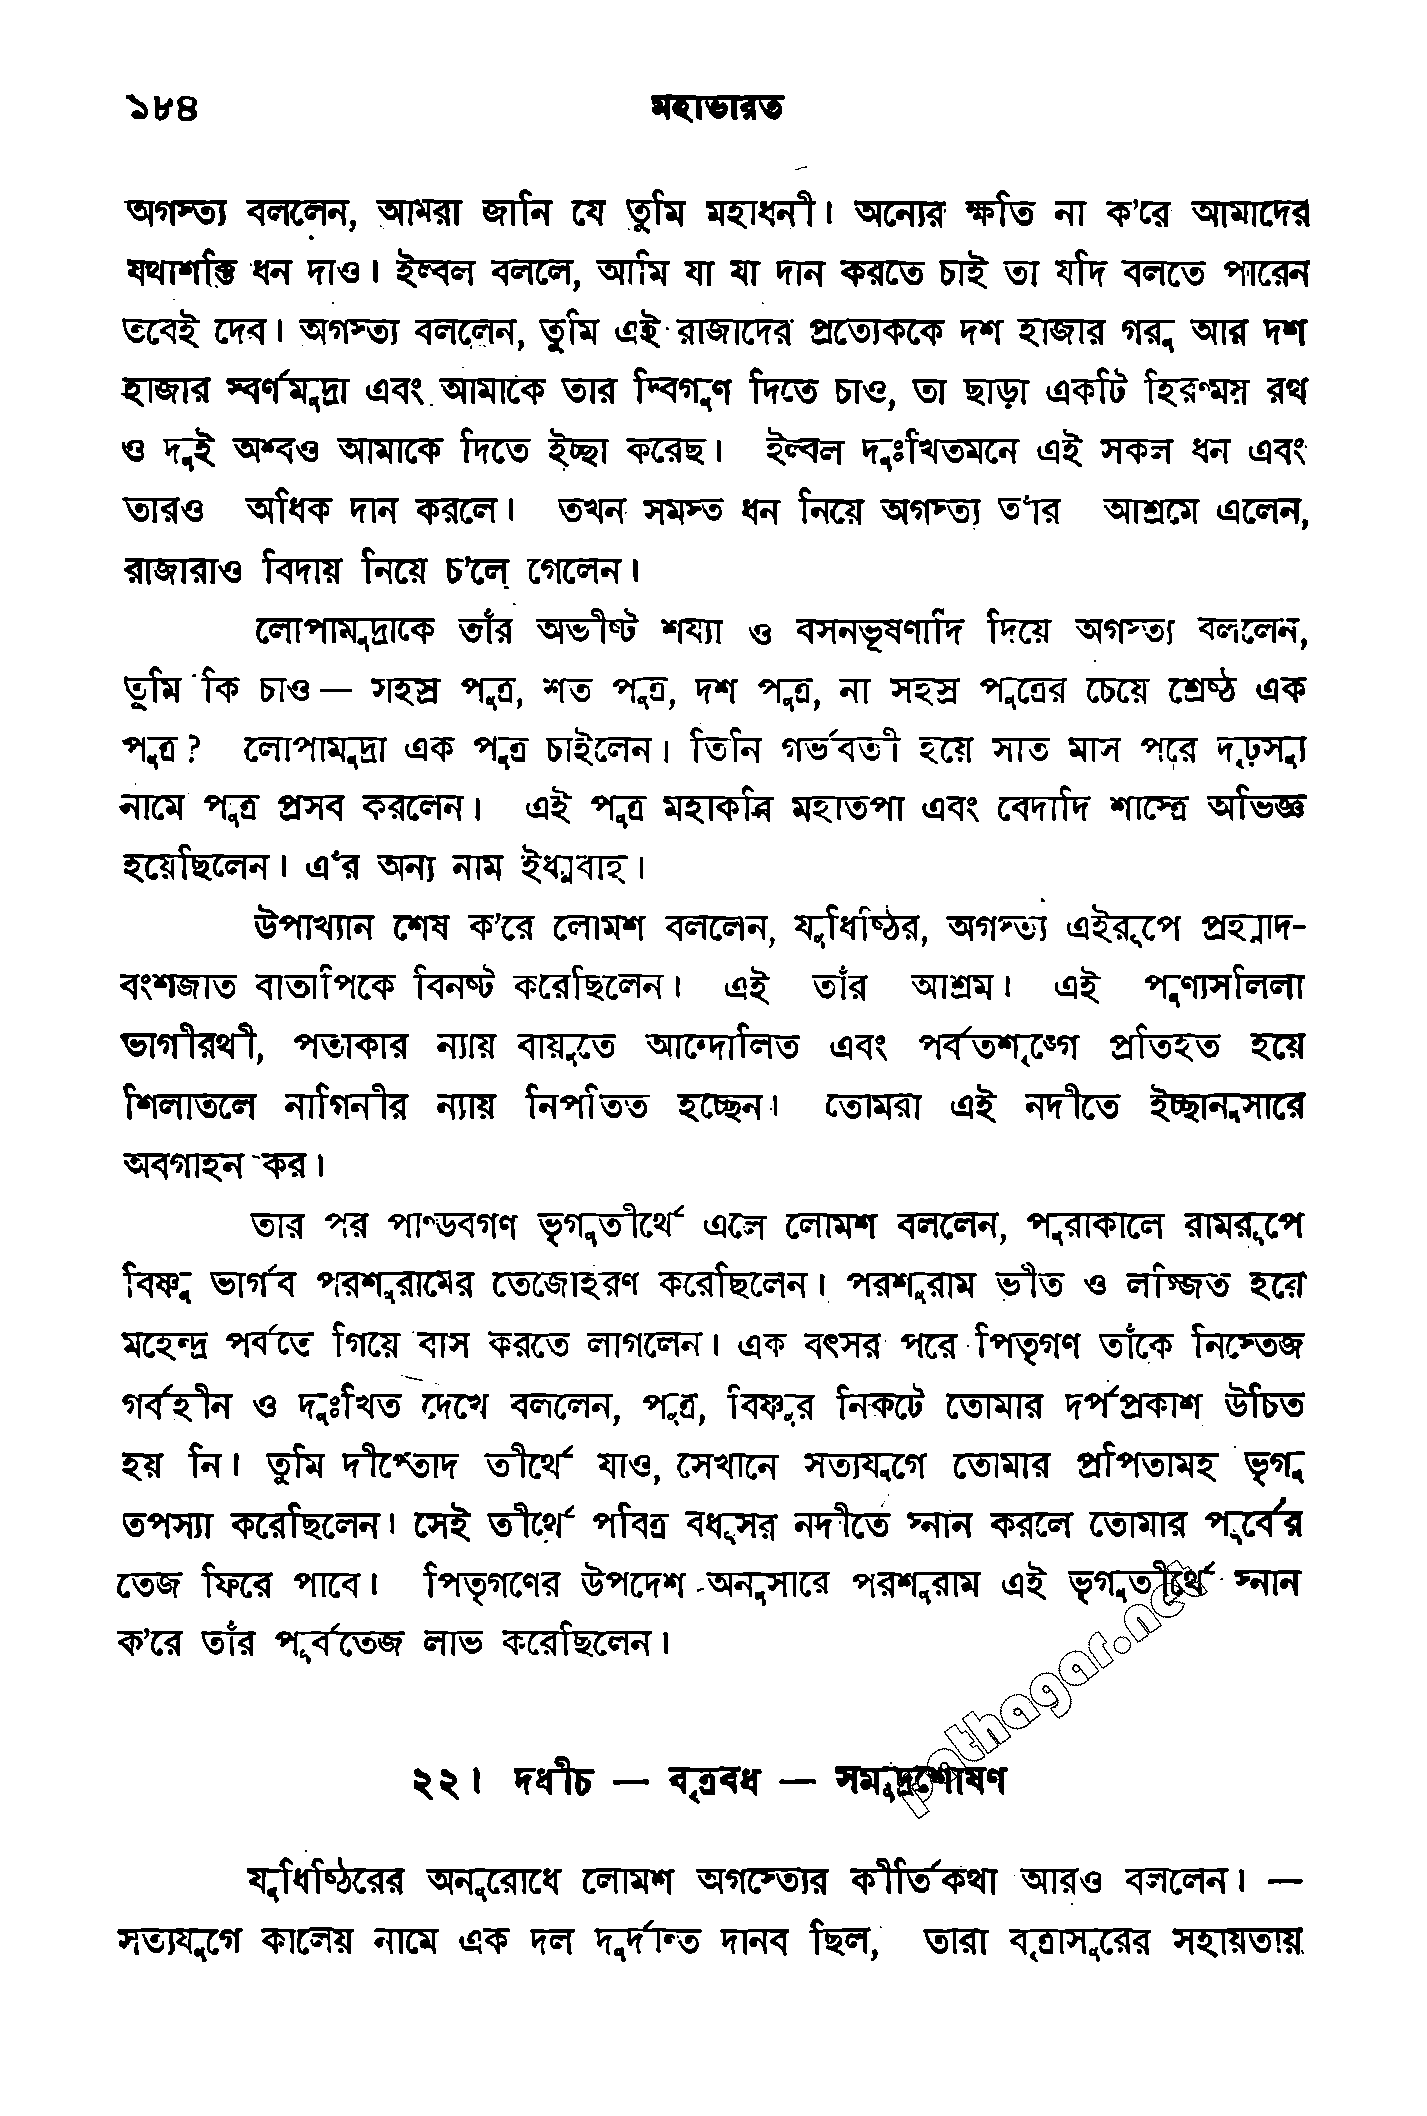 ১৮৪ মহাভারত
অগস্ত্য বললেন, আমরা জানি যে তুমি মহাধনী। অন্যের ক্ষতি না ক'রে আমাদের
যথাশক্তি ধন দাও। ইল্বল বললে, আমি যা যা দান করতে চাই তা যদি বলতে পারেন
তবেই দেব। অগস্ত্য বললেন, তুমি এই রাজাদের প্রত্যেককে দশ হাজার গরু আর দশ
হাজার স্বর্ণমুদ্রা এবং আমাকে তার দ্বিগুণ দিতে চাও, তা ছাড়া একটি হিরণ্ময় রথ
ও দুই অশ্বও আমাকে দিতে ইচ্ছা করেছ। ইল্বল দুঃখিতমনে এই সকল ধন এবং
তারও অধিক দান করলে। তখন সমস্ত ধন নিয়ে অগস্ত্য তাঁর আশ্রমে এলেন,
রাজারাও বিদায় নিয়ে চ'লে গেলেন।
লোপামুদ্রাকে তাঁর অভীষ্ট শয্যা ও বসনভূষণাদি দিয়ে অগস্ত্য বললেন,
তুমি কি চাও — সহস্র পুত্র, শত পুত্র, দশ পুত্র, না সহস্র পুত্রের চেয়ে শ্রেষ্ঠ এক
পুত্র? লোপামুদ্রা এক পুত্র চাইলেন। তিনি গর্ভবতী হয়ে সাত মাস পরে দৃঢ়স্যু
নামে পুত্র প্রসব করলেন। এই পুত্র মহাকবি মহাতপা এবং বেদাদি শাস্ত্রে অভিজ্ঞ
হয়েছিলেন। এঁর অন্য নাম ইধ্মবাহ।
উপাখ্যান শেষ ক'রে লোমশ বললেন, যুধিষ্ঠির, অগস্ত্য এইরূপে প্রহ্লাদ-
বংশজাত বাতাপিকে বিনষ্ট করেছিলেন। এই তাঁর আশ্রম। এই পুণ্যসলিলা
ভাগীরথী, পতাকার ন্যায় বায়ুতে আন্দোলিত এবং পর্বতশৃঙ্গে প্রতিহত হয়ে
শিলাতলে নাগিনীর ন্যায় নিপতিত হচ্ছেন। তোমরা এই নদীতে ইচ্ছানুসারে
অবগাহন কর।
তার পর পাণ্ডবগণ ভৃগুতীর্থে এলে লোমশ বললেন, পুরাকালে রামরূপে
বিষ্ণু ভার্গব পরশুরামের তেজোহরণ করেছিলেন। পরশুরাম ভীত ও লজ্জিত হয়ে
মহেন্দ্র পর্বতে গিয়ে বাস করতে লাগলেন। এক বৎসর পরে পিতৃগণ তাঁকে নিস্তেজ
গর্বহীন ও দুঃখিত দেখে বললেন, পুত্র, বিষ্ণুর নিকটে তোমার দর্পপ্রকাশ উচিত
হয় নি। তুমি দীপ্তোদ তীর্থে যাও, সেখানে সত্যযুগে তোমার প্রপিতামহ ভৃগু
তপস্যা করেছিলেন। সেই তীর্থে পবিত্র বধূসর নদীতে স্নান করলে তোমার পূর্বের
তেজ ফিরে পাবে। পিতৃগণের উপদেশ অনুসারে পরশুরাম এই ভৃগুতীর্থে স্নান
ক'রে তাঁর পূর্বতেজ লাভ করেছিলেন।
pathagar.net
২২। দধীচ — বৃত্রবধ — সমুদ্রশোষণ
যুধিষ্ঠিরের অনুরোধে লোমশ অগস্ত্যের কীর্তিকথা আরও বললেন। —
সত্যযুগে কালেয় নামে এক দল দুর্দান্ত দানব ছিল, তারা বৃত্রাসুরের সহায়তায়